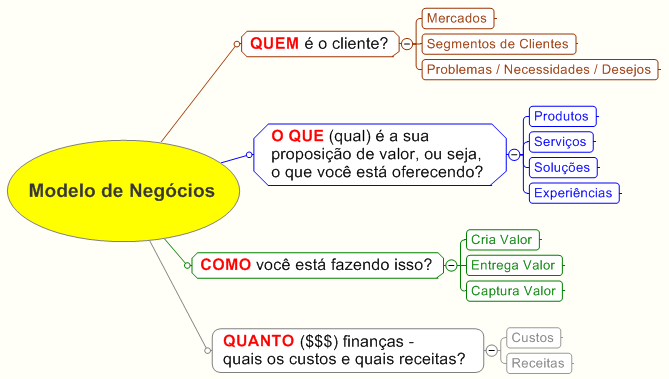 Modelo de Negócios
QUEM é o cliente?
Mercados
Segmentos de Clientes
Problemas / Necessidades / Desejos
O QUE (qual) é a sua
proposição de valor, ou seja,
o que você está oferecendo?
Produtos
Serviços
Soluções
Experiências
COMO você está fazendo isso?
Cria Valor
Entrega Valor
Captura Valor
QUANTO ($$$) finanças -
quais os custos e quais receitas?
Custos
Receitas